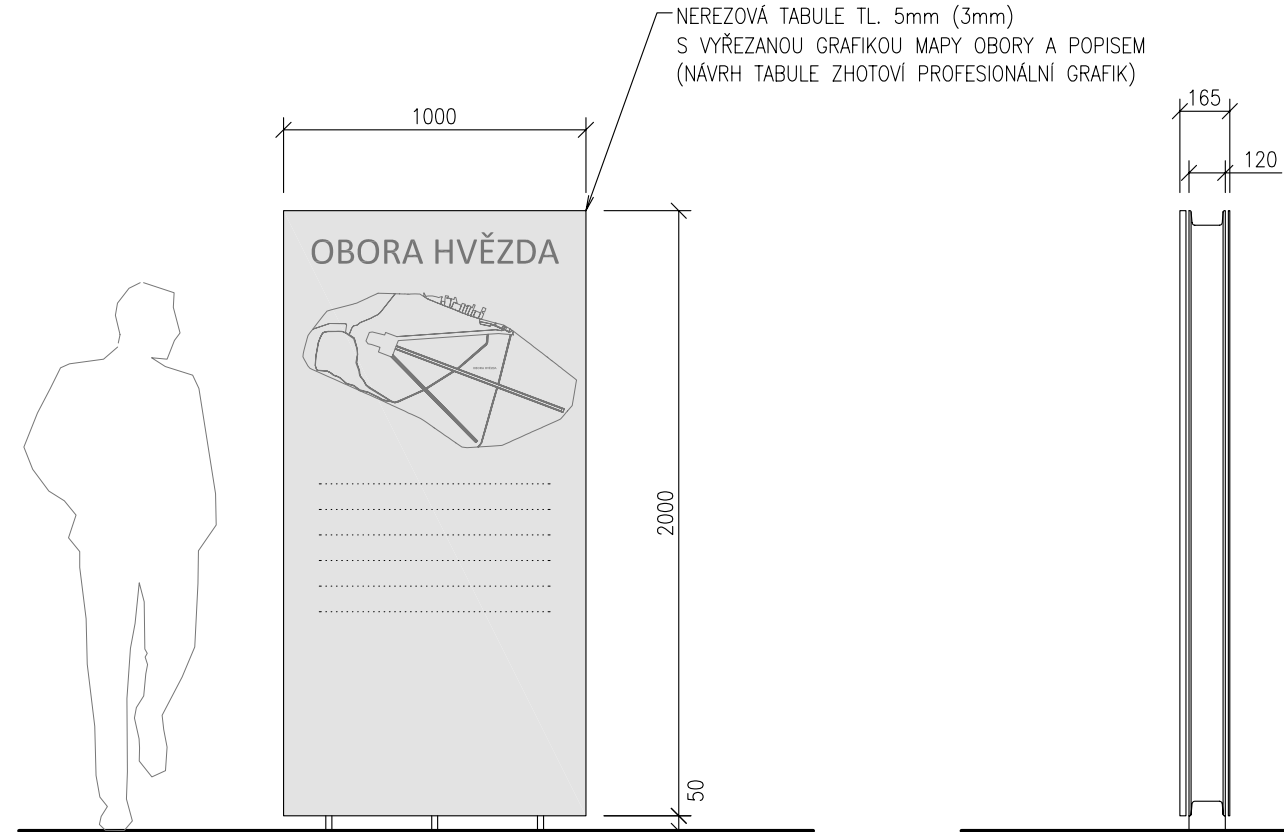 NEREZOVÁ TABULE TL. 5mm (3mm)
S VYŘEZANOU GRAFIKOU MAPY OBORY A POPISEM
(NÁVRH TABULE ZHOTOVÍ PROFESIONÁLNÍ GRAFIK)
1000
165
120
OBORA HVĚZDA
2000
50